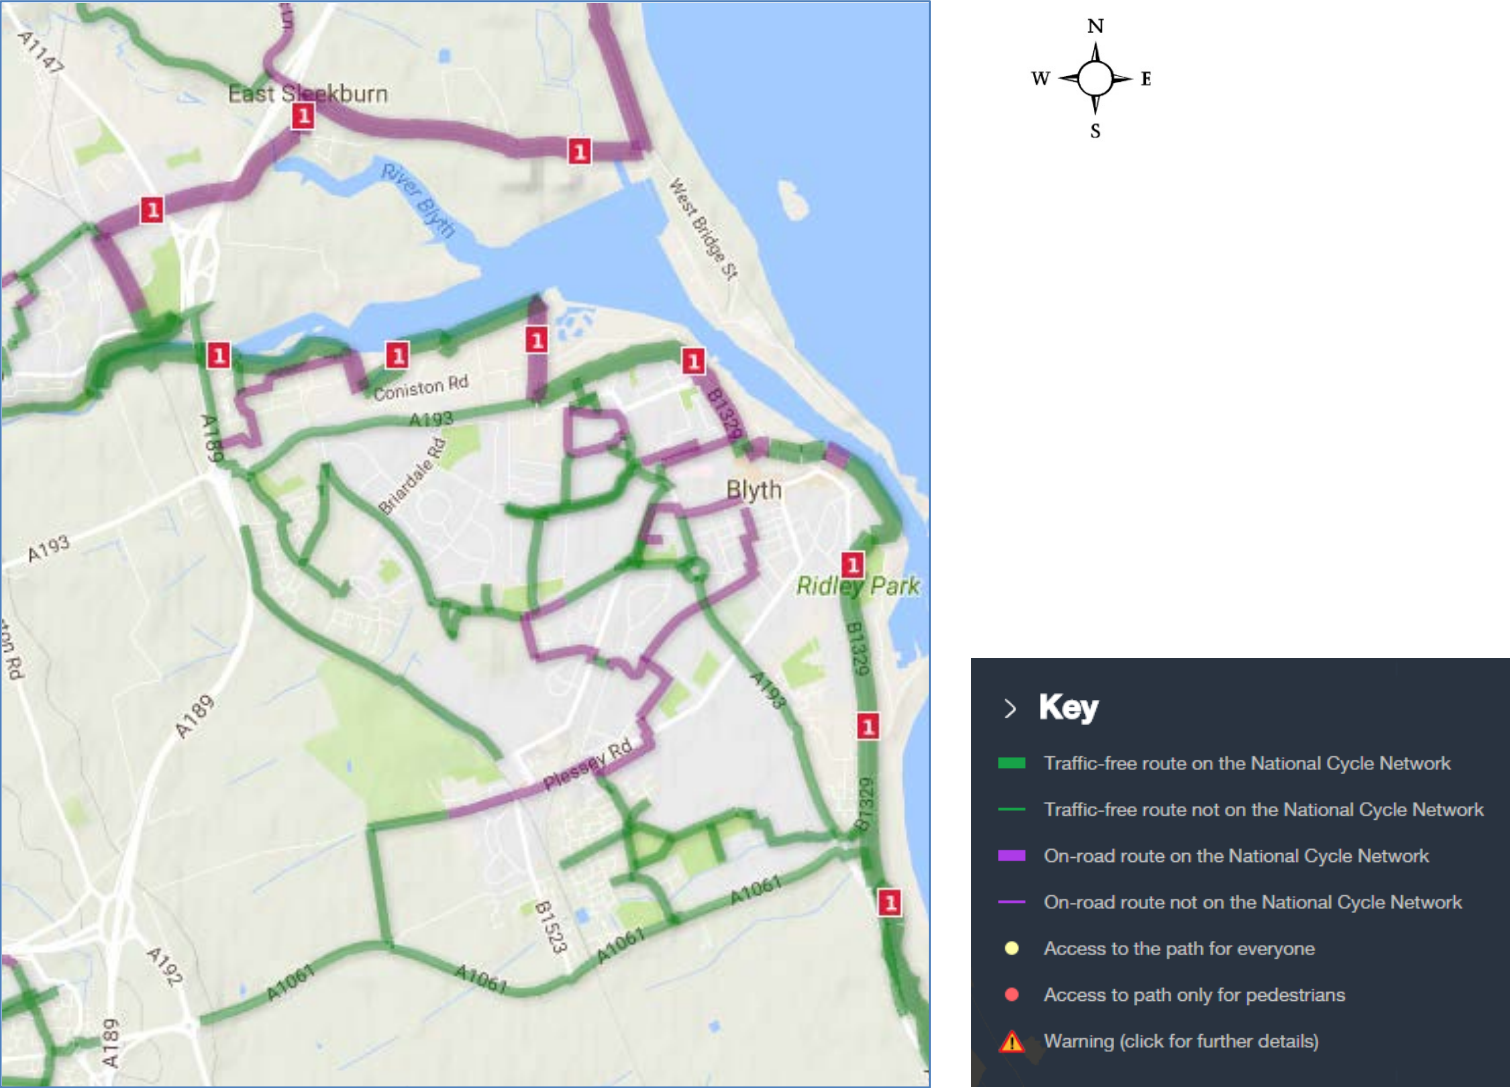 N
W E
S
A1147
East Sleekburn
1
1
River Blyth
1
West Bridge St
1
1
1
1
Coniston Rd
B1329
A193
A189
Briardale Rd
Blyth
A193
1
Ridley Park
B1329
A189
A193
1
Plessey Rd
B1329
A1061
1
B1523
A1061
A192
A1061
A1061
A189
Key
Traffic-free route on the National Cycle Network
Traffic-free route not on the National Cycle Network
On-road route on the National Cycle Network
On-road route not on the National Cycle Network
Access to the path for everyone
Access to path only for pedestrians
Warning (click for further details)